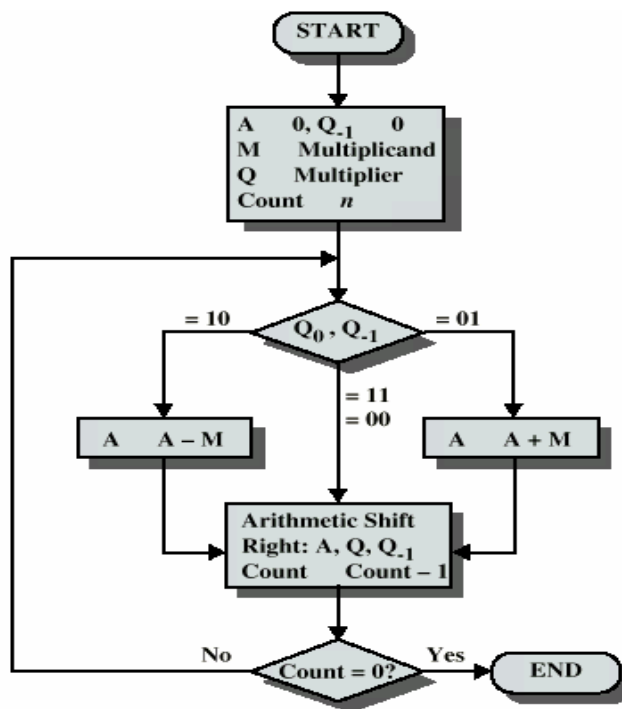 START
A 0, Q-1 0
M Multiplicand
Q Multiplier
Count n
= 10
Q0 , Q-1
= 01
= 11
= 00
A A – M
A A + M
Arithmetic Shift
Right: A, Q, Q-1
Count Count – 1
No
Count = 0?
Yes
END